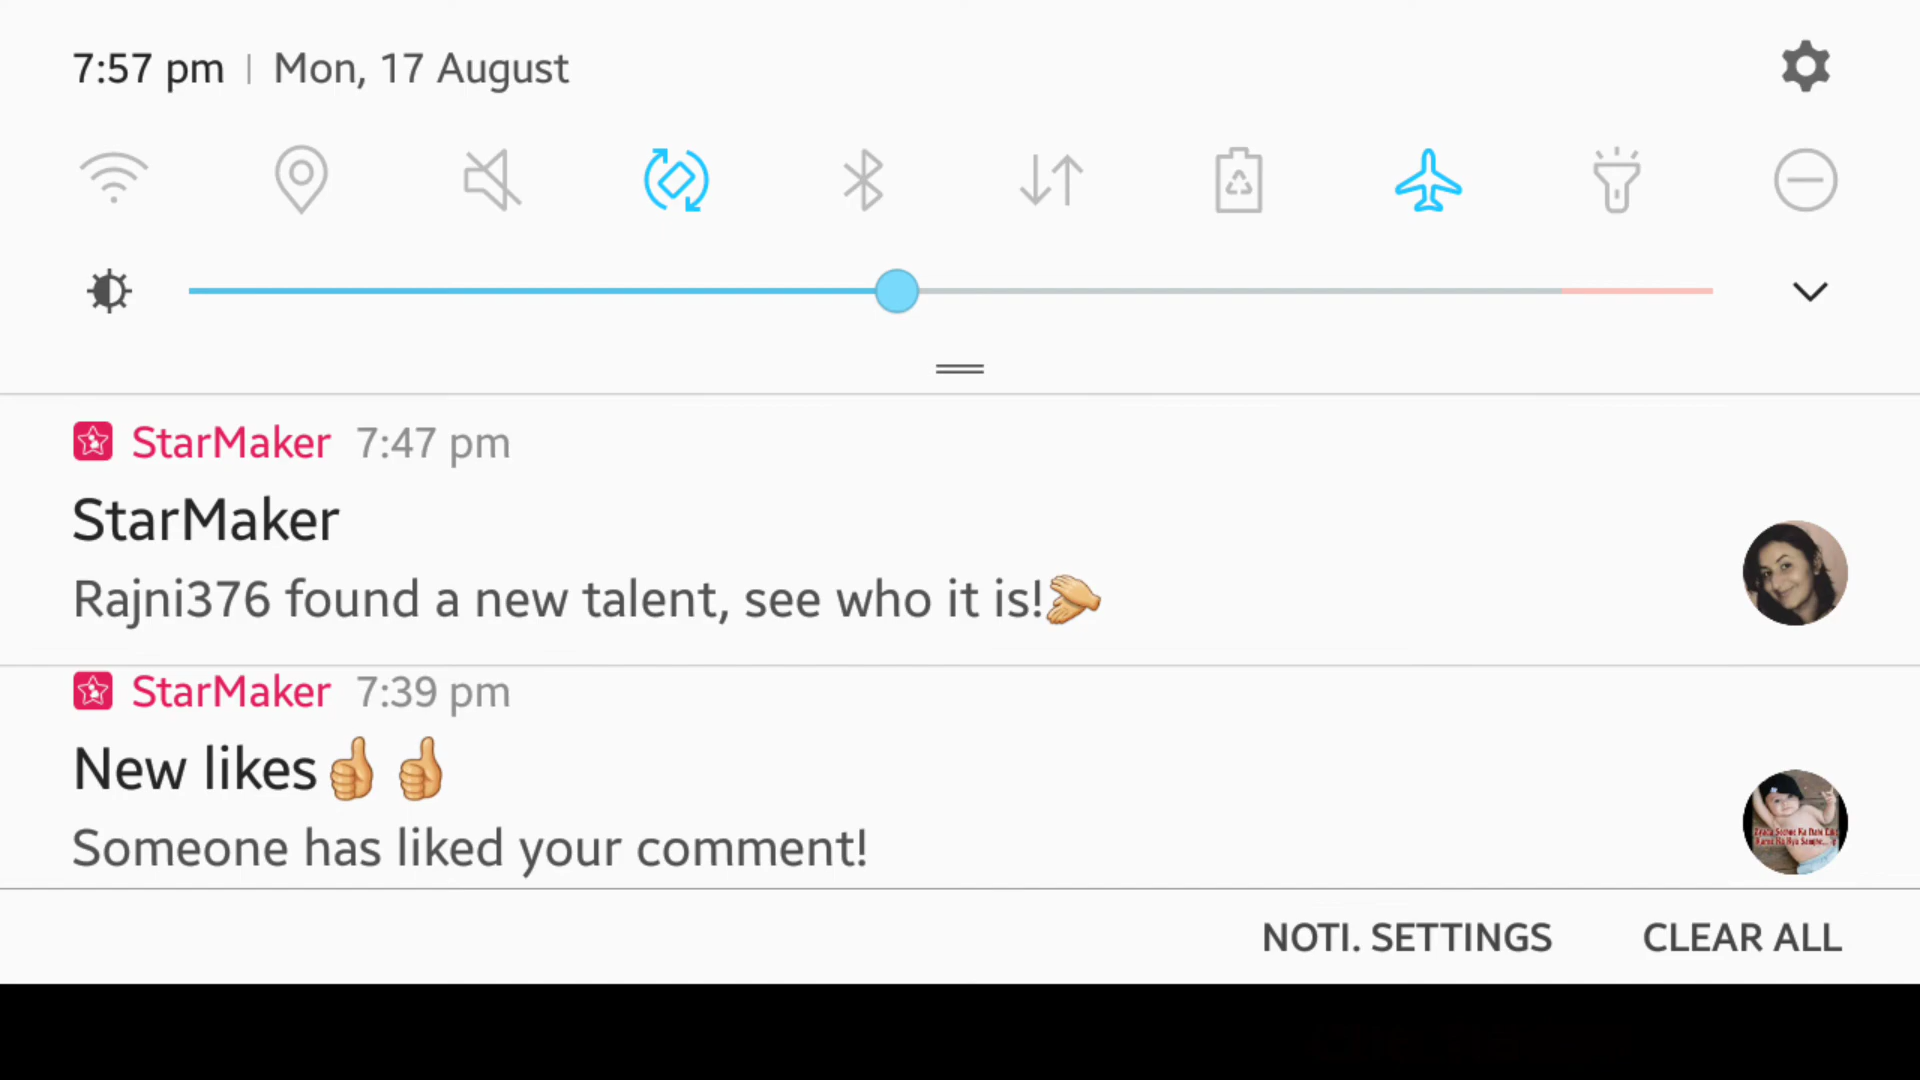 7:57 pm | Mon, 17 August
StarMaker 7:47 pm
StarMaker
Rajni376 found a new talent, see who it is!👏
StarMaker 7:39 pm
New likes👍👍
Someone has liked your comment!
NOTI. SETTINGS CLEAR ALL